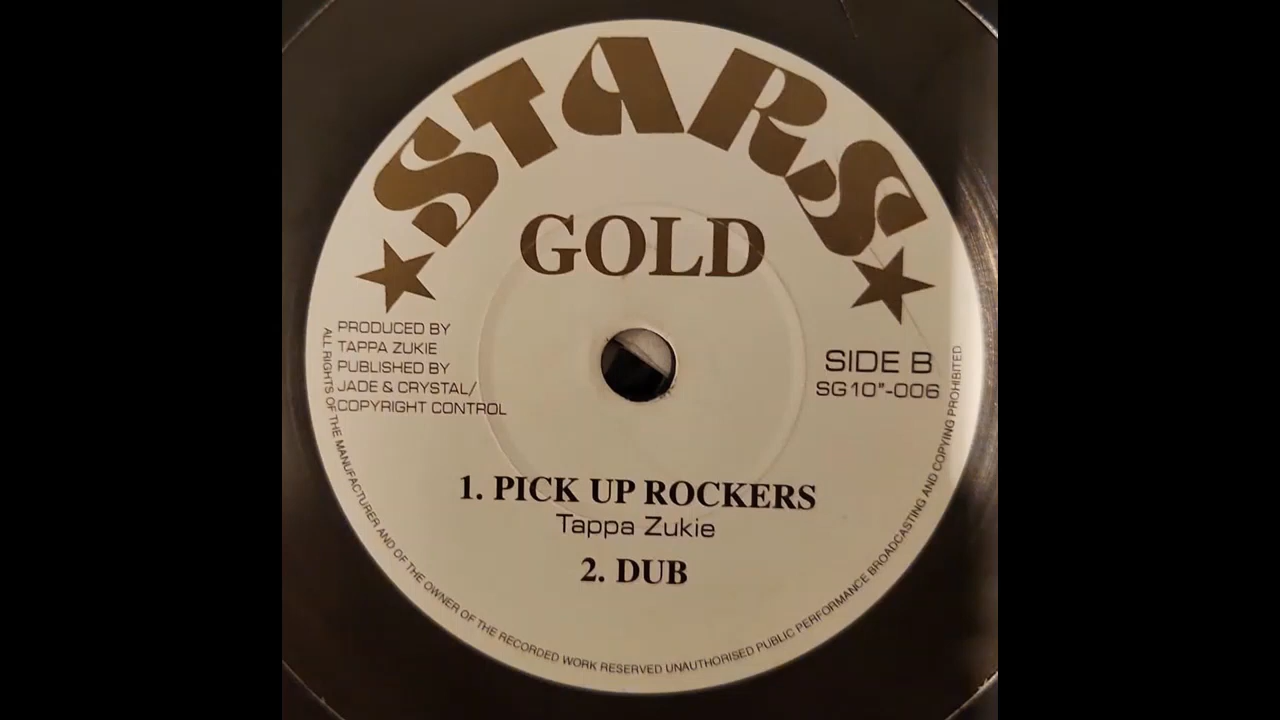 STARS
GOLD
PRODUCED BY
TAPPA ZUKIE
PUBLISHED BY
JADE & CRYSTAL/
COPYRIGHT CONTROL
SIDE B
SG10"-006
1. PICK UP ROCKERS
Tappa Zukie
2. DUB
ALL RIGHTS OF THE MANUFACTURER AND OF THE OWNER OF THE RECORDED WORK RESERVED UNAUTHORISED PUBLIC PERFORMANCE BROADCASTING AND COPYING PROHIBITED